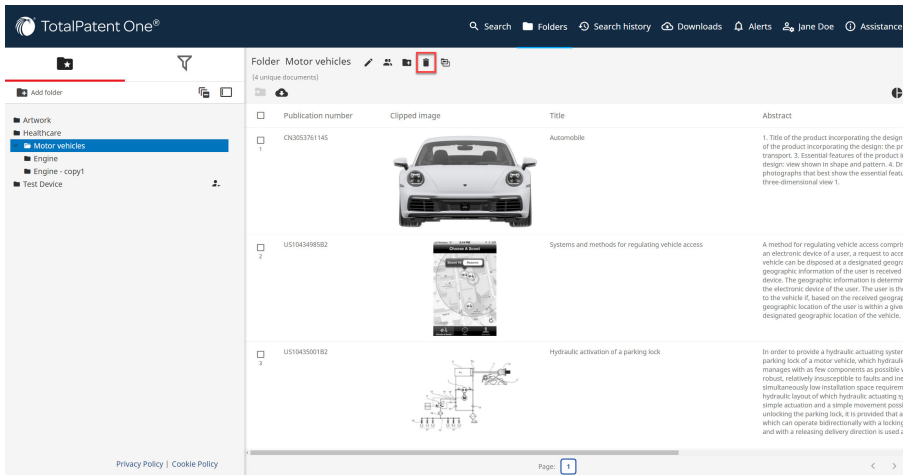 TotalPatent One®
Search
Folders
Search history
Downloads
Alerts
Jane Doe
Assistance
Add folder
Artwork
Healthcare
Motor vehicles
Engine
Engine - copy1
Test Device
Privacy Policy | Cookie Policy
Folder Motor vehicles
(4 unique documents)
Publication number
Clipped image
Title
Abstract
1
CN305376114S
Automobile
1. Title of the product incorporating the design
of the product incorporating the design: the pr
transport. 3. Essential features of the product i
design: view shown in shape and pattern. 4. Dr
photographs that best show the essential featu
three-dimensional view 1.
2
US10434985B2
Choose A Scoot
Systems and methods for regulating vehicle access
A method for regulating vehicle access compris
an electronic device of a user, a request to acce
vehicle can be disposed at a designated geogra
geographic information of the user is received
device. The geographic information is determin
the electronic device of the user. The user is the
to the vehicle if, based on the received geograp
geographic location of the user is within a give
designated geographic location of the vehicle.
3
US10435001B2
Hydraulic activation of a parking lock
In order to provide a hydraulic actuating system
parking lock of a motor vehicle, which hydrauli
manages with as few components as possible w
robust, relatively insusceptible to faults and ine
simultaneously low installation space requirem
hydraulic layout of which hydraulic actuating sy
simple actuation and a simple movement possi
unlocking the parking lock, it is provided that a
which can operate bidirectionally with a locking
and with a releasing delivery direction is used a
Page: 1